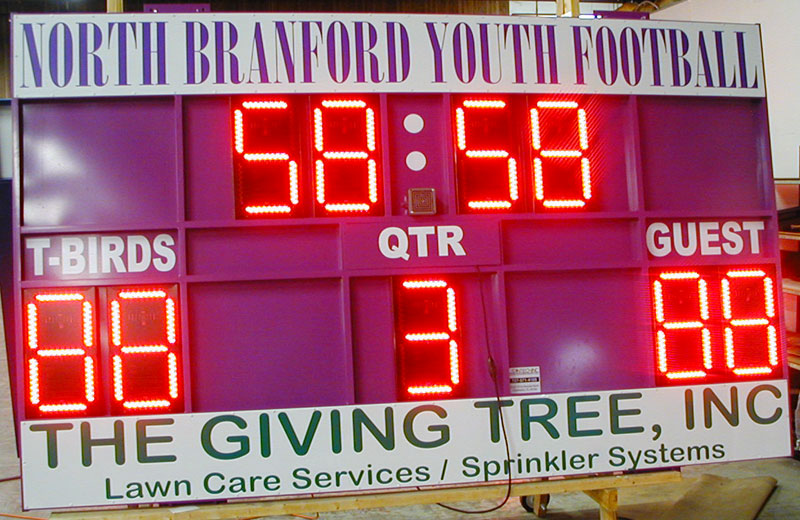 NORTH BRANFORD YOUTH FOOTBALL
58:58
T-BIRDS QTR GUEST
88 3 88
THE GIVING TREE, INC
Lawn Care Services / Sprinkler Systems